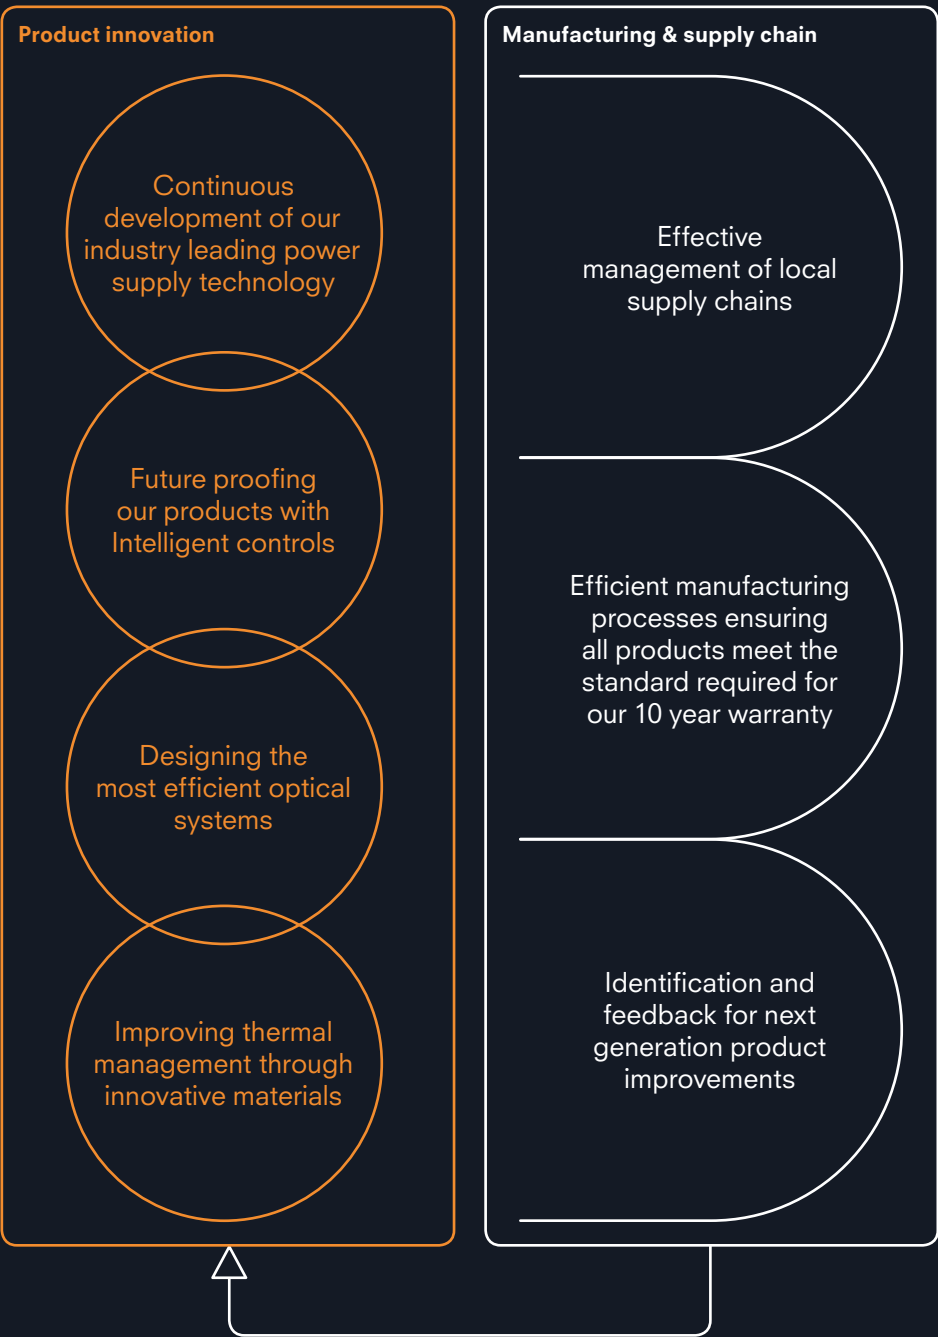 Product innovation
Continuous
development of our
industry leading power
supply technology
Future proofing
our products with
Intelligent controls
Designing the
most efficient optical
systems
Improving thermal
management through
innovative materials
Manufacturing & supply chain
Effective
management of local
supply chains
Efficient manufacturing
processes ensuring
all products meet the
standard required for
our 10 year warranty
Identification and
feedback for next
generation product
improvements